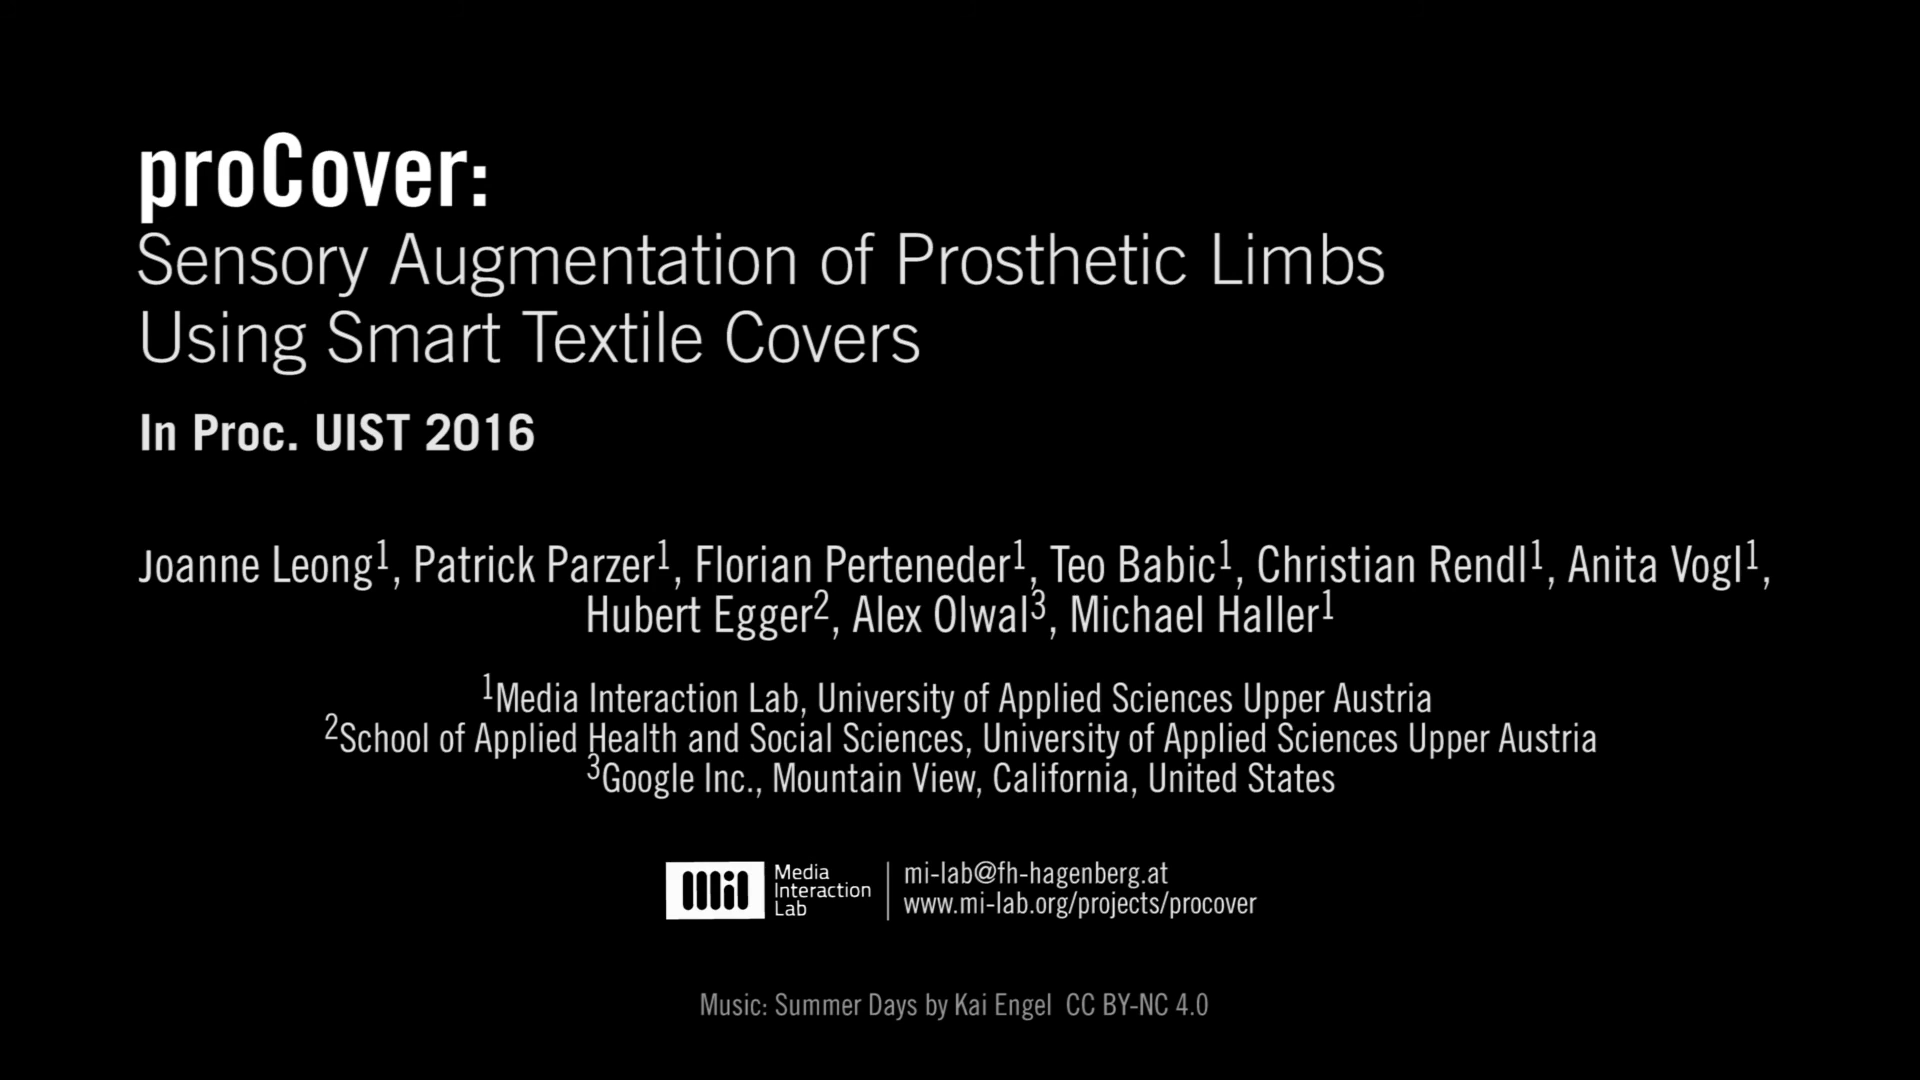 proCover:
Sensory Augmentation of Prosthetic Limbs
Using Smart Textile Covers
In Proc. UIST 2016
Joanne Leong1, Patrick Parzer1, Florian Perteneder1, Teo Babic1, Christian Rendl1, Anita Vogl1,
Hubert Egger2, Alex Olwal3, Michael Haller1
1Media Interaction Lab, University of Applied Sciences Upper Austria
2School of Applied Health and Social Sciences, University of Applied Sciences Upper Austria
3Google Inc., Mountain View, California, United States
mil
Media
Interaction
Lab
mi-lab@fh-hagenberg.at
www.mi-lab.org/projects/procover
Music: Summer Days by Kai Engel CC BY-NC 4.0